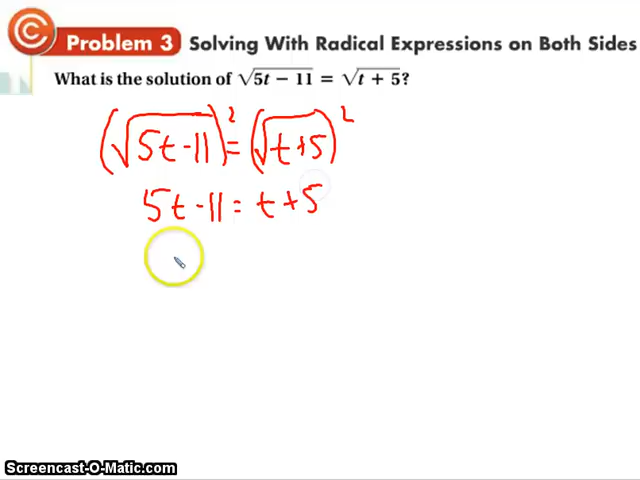 C Problem 3 Solving With Radical Expressions on Both Sides
What is the solution of √5t − 11 = √t + 5?
(√5t-11)² = (√t+5)²
5t-11 = t+5
Screencast-O-Matic.com